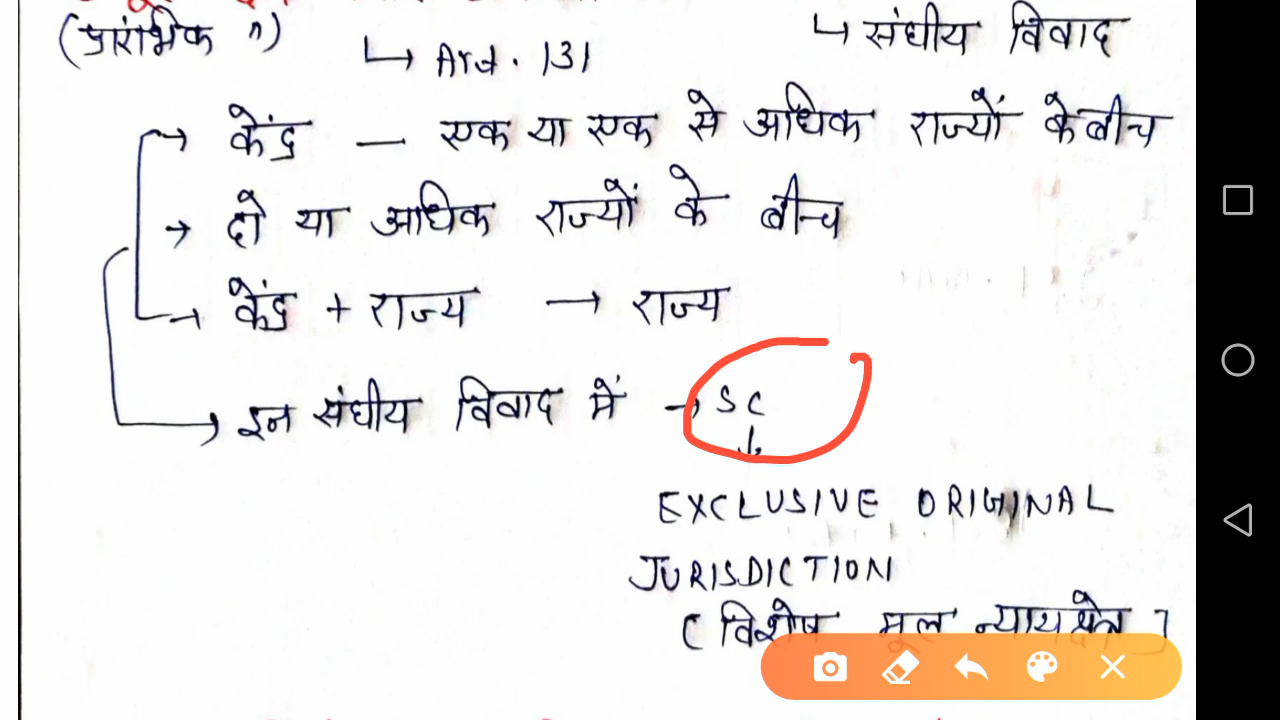 (प्रारंभिक ")
↳ Art. 131
↳ संघीय विवाद
→ केंद्र — एक या एक से अधिक राज्यों के बीच
→ दो या अधिक राज्यों के बीच
→ केंद्र + राज्य → राज्य
→ इन संघीय विवाद में → SC
↓
EXCLUSIVE ORIGINAL
JURISDICTION
( विशेष मूल न्यायक्षेत्र ]